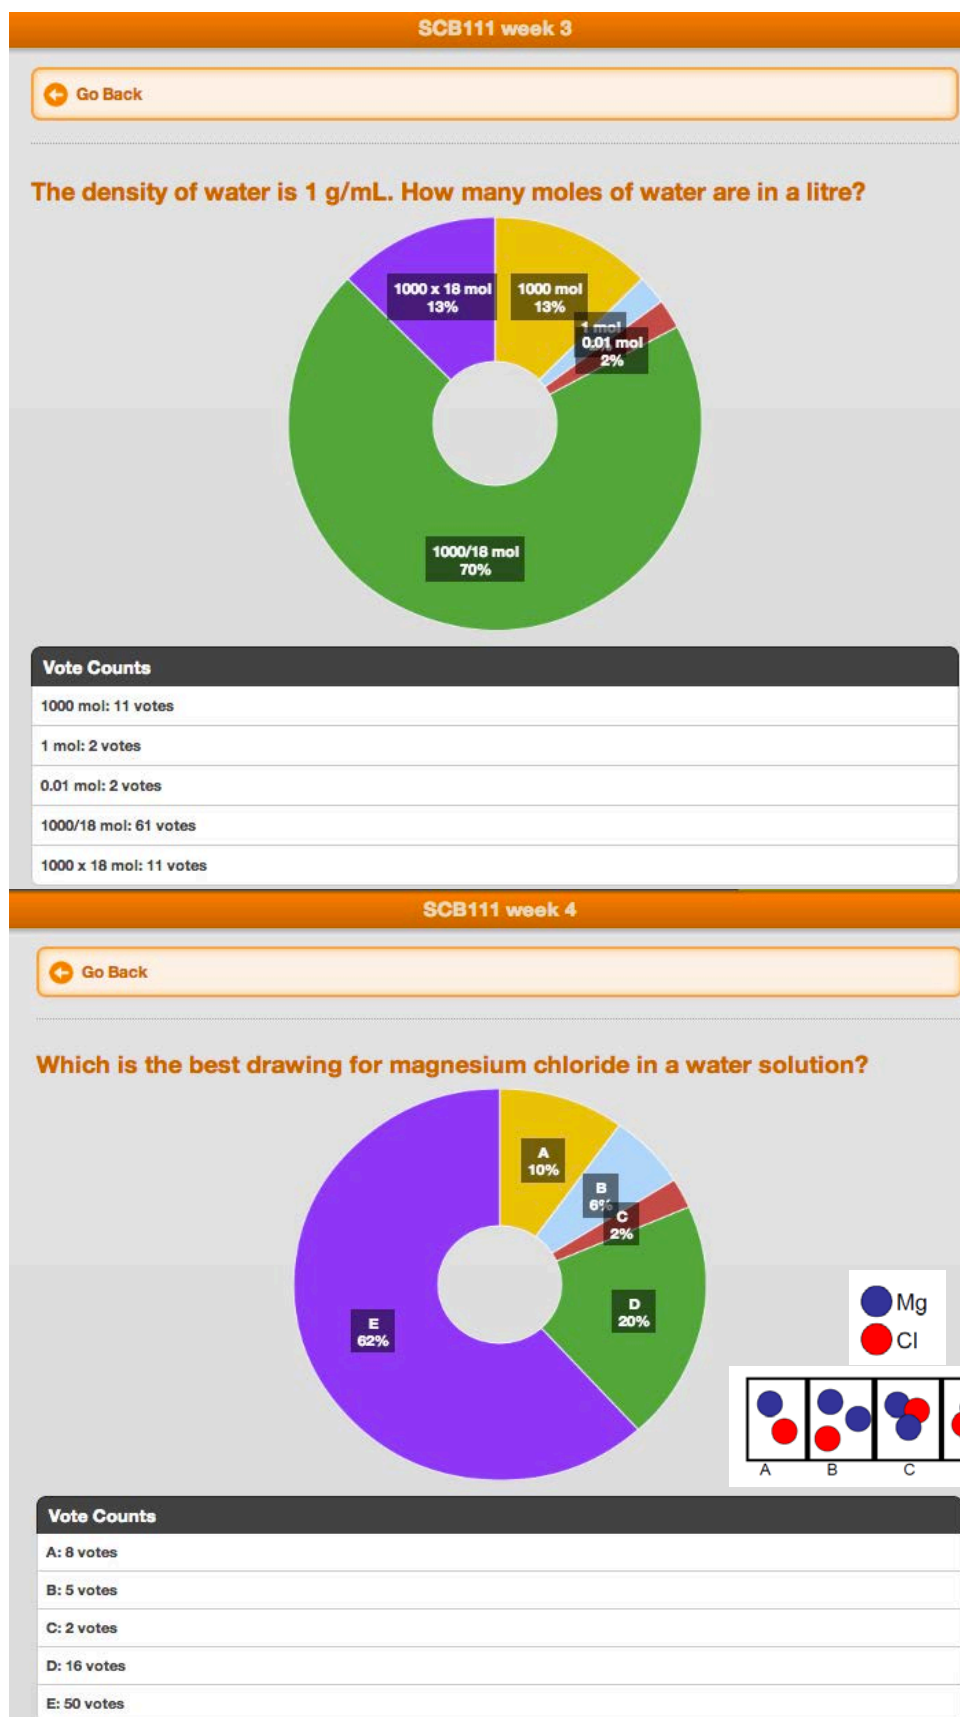 SCB111 week 3
Go Back
The density of water is 1 g/mL. How many moles of water are in a litre?
1000 x 18 mol
13%
1000 mol
13%
1 mol
0.01 mol
2%
1000/18 mol
70%
Vote Counts
1000 mol: 11 votes
1 mol: 2 votes
0.01 mol: 2 votes
1000/18 mol: 61 votes
1000 x 18 mol: 11 votes
SCB111 week 4
Go Back
Which is the best drawing for magnesium chloride in a water solution?
A
10%
B
6%
C
2%
D
20%
E
62%
Mg
Cl
A B C
Vote Counts
A: 8 votes
B: 5 votes
C: 2 votes
D: 16 votes
E: 50 votes